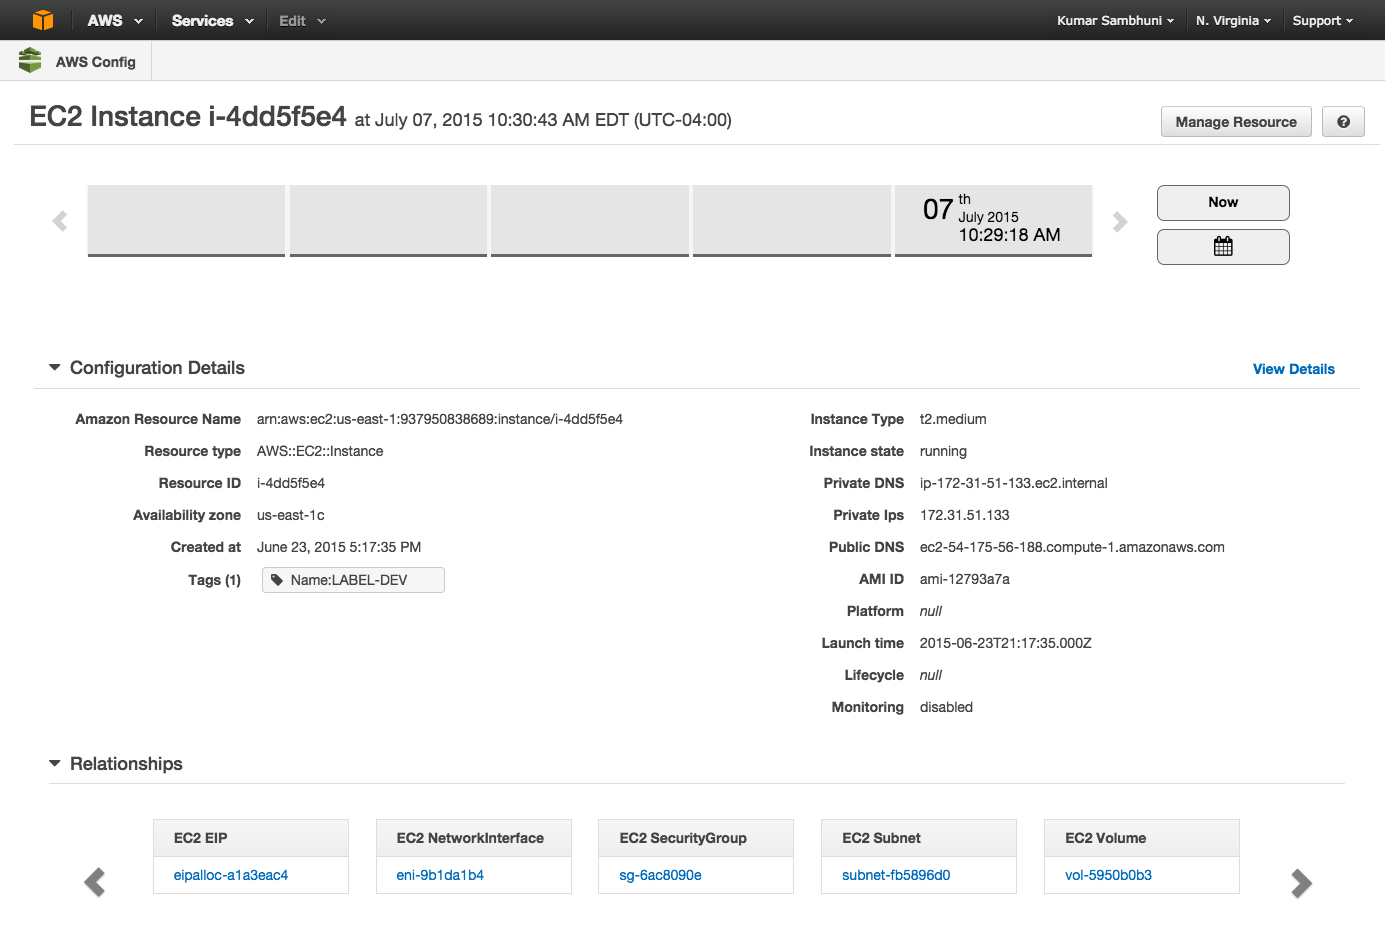 AWS Services Edit Kumar Sambhuni N. Virginia Support
AWS Config
EC2 Instance i-4dd5f5e4 at July 07, 2015 10:30:43 AM EDT (UTC-04:00)
Manage Resource
07 th
July 2015
10:29:18 AM
Now
Configuration Details
View Details
Amazon Resource Name arn:aws:ec2:us-east-1:937950838689:instance/i-4dd5f5e4
Resource type AWS::EC2::Instance
Resource ID i-4dd5f5e4
Availability zone us-east-1c
Created at June 23, 2015 5:17:35 PM
Tags (1) Name:LABEL-DEV
Instance Type t2.medium
Instance state running
Private DNS ip-172-31-51-133.ec2.internal
Private Ips 172.31.51.133
Public DNS ec2-54-175-56-188.compute-1.amazonaws.com
AMI ID ami-12793a7a
Platform null
Launch time 2015-06-23T21:17:35.000Z
Lifecycle null
Monitoring disabled
Relationships
EC2 EIP
eipalloc-a1a3eac4
EC2 NetworkInterface
eni-9b1da1b4
EC2 SecurityGroup
sg-6ac8090e
EC2 Subnet
subnet-fb5896d0
EC2 Volume
vol-5950b0b3